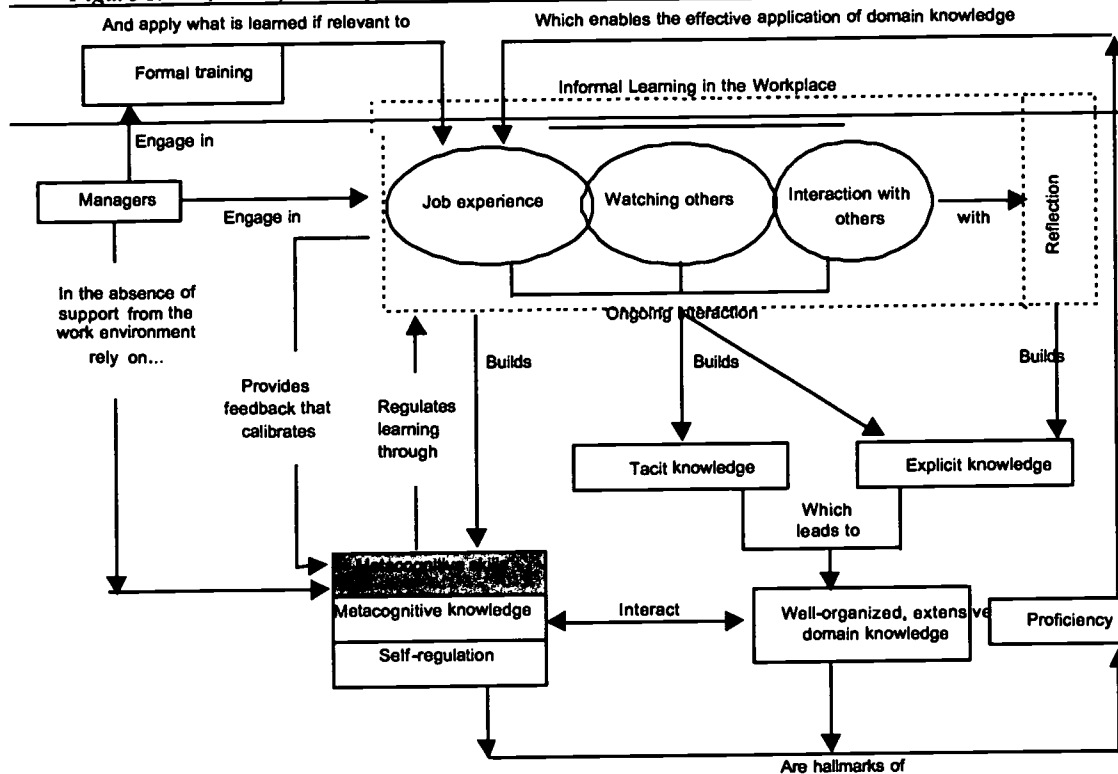 And apply what is learned if relevant to
Which enables the effective application of domain knowledge
Formal training
Informal Learning in the Workplace
Engage in
Managers
Engage in
Job experience
Watching others
Interaction with
others
with
Reflection
In the absence of
support from the
work environment
rely on...
Ongoing interaction
Builds
Builds
Builds
Provides
feedback that
calibrates
Regulates
learning
through
Tacit knowledge
Explicit knowledge
Which
leads to
Metacognitive skills
Metacognitive knowledge
Self-regulation
Interact
Well-organized, extensive
domain knowledge
Proficiency
Are hallmarks of